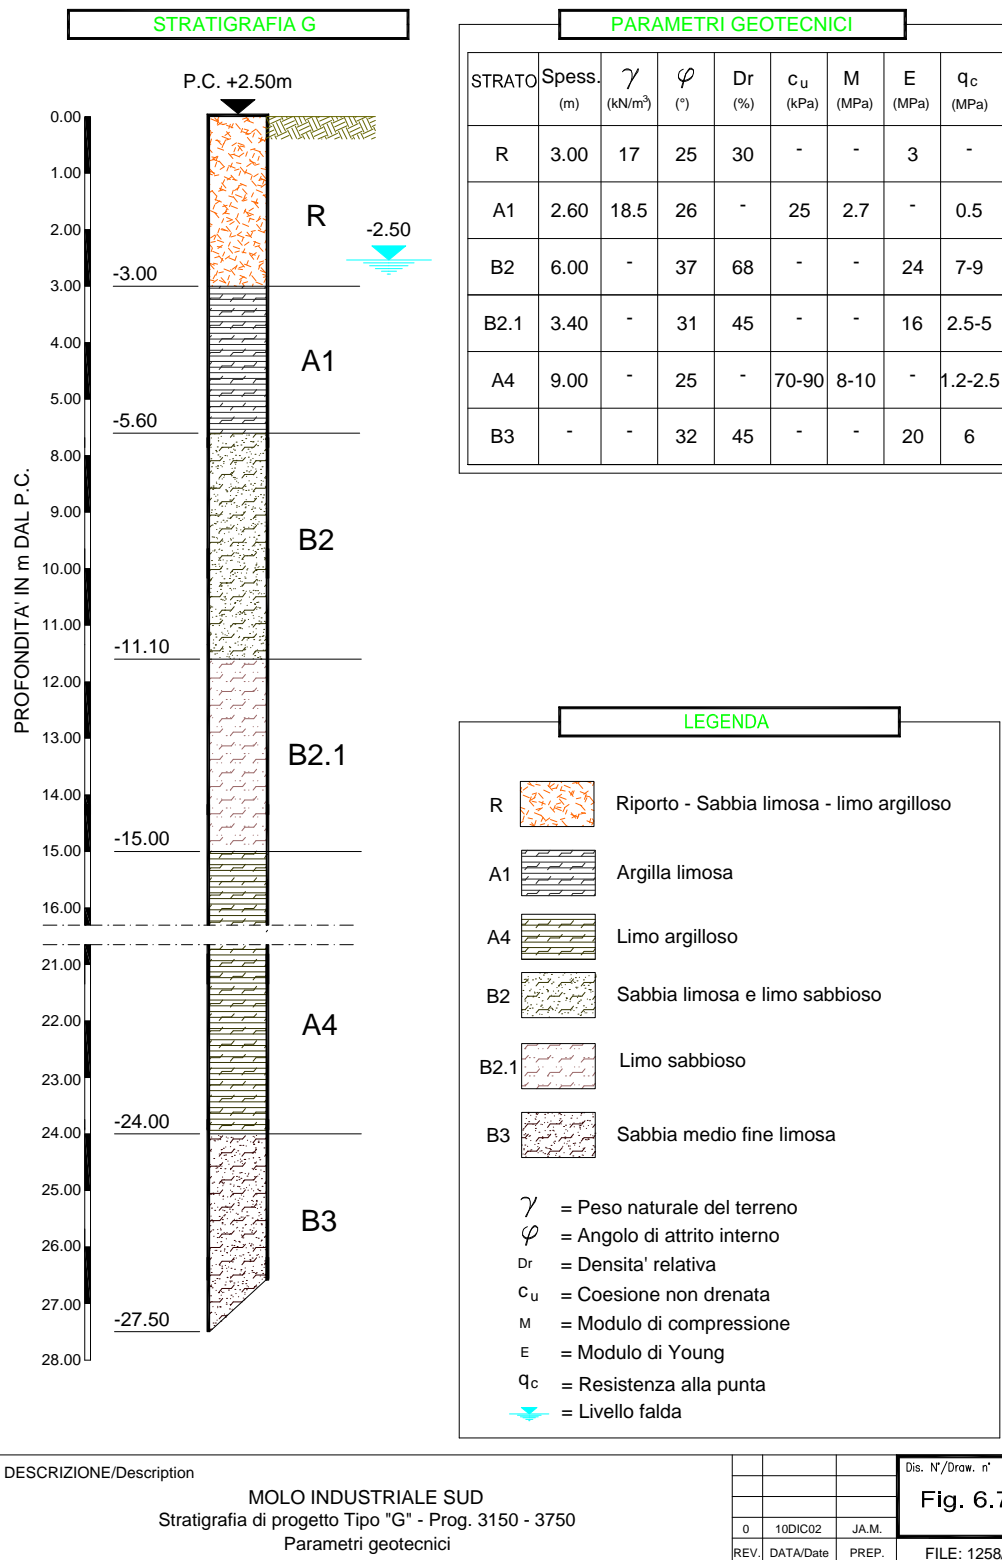 STRATIGRAFIA G
P.C. +2.50m
PROFONDITA' IN m DAL P.C.
0.00
1.00
2.00
3.00
4.00
5.00
8.00
9.00
10.00
11.00
12.00
13.00
14.00
15.00
16.00
21.00
22.00
23.00
24.00
25.00
26.00
27.00
28.00
-3.00
-5.60
-11.10
-15.00
-24.00
-27.50
R
-2.50
A1
B2
B2.1
A4
B3
PARAMETRI GEOTECNICI
STRATO Spess. (m) γ (kN/m³) φ (°) Dr (%) cu (kPa) M (MPa) E (MPa) qc (MPa)
R 3.00 17 25 30 - - 3 -
A1 2.60 18.5 26 - 25 2.7 - 0.5
B2 6.00 - 37 68 - - 24 7-9
B2.1 3.40 - 31 45 - - 16 2.5-5
A4 9.00 - 25 - 70-90 8-10 - 1.2-2.5
B3 - - 32 45 - - 20 6
LEGENDA
R Riporto - Sabbia limosa - limo argilloso
A1 Argilla limosa
A4 Limo argilloso
B2 Sabbia limosa e limo sabbioso
B2.1 Limo sabbioso
B3 Sabbia medio fine limosa
γ = Peso naturale del terreno
φ = Angolo di attrito interno
Dr = Densita' relativa
cu = Coesione non drenata
M = Modulo di compressione
E = Modulo di Young
qc = Resistenza alla punta
= Livello falda
DESCRIZIONE/Description
MOLO INDUSTRIALE SUD
Stratigrafia di progetto Tipo "G" - Prog. 3150 - 3750
Parametri geotecnici
0 10DIC02 JA.M.
REV. DATA/Date PREP.
Dis. N°/Draw. n°
Fig. 6.7
FILE: 1258